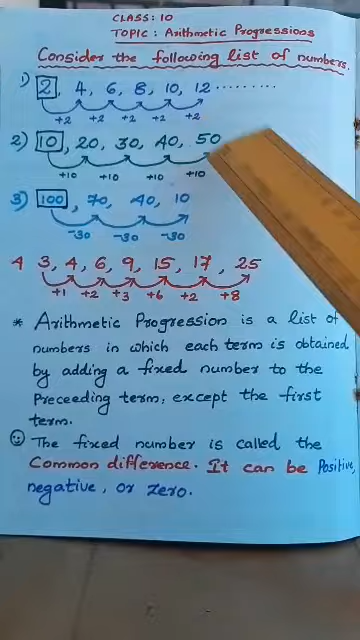 CLASS: 10
TOPIC: Arithmetic Progressions
Consider the following list of numbers.
1) 2, 4, 6, 8, 10, 12..........
+2 +2 +2 +2 +2
2) 10, 20, 30, 40, 50
+10 +10 +10 +10
3) 100, 70, 40, 10
-30 -30 -30
4 3, 4, 6, 9, 15, 17, 25
+1 +2 +3 +6 +2 +8
* Arithmetic Progression is a list of
numbers in which each term is obtained
by adding a fixed number to the
Preceeding term, except the first
term.
The fixed number is called the
Common difference. It can be Positive,
negative, or zero.